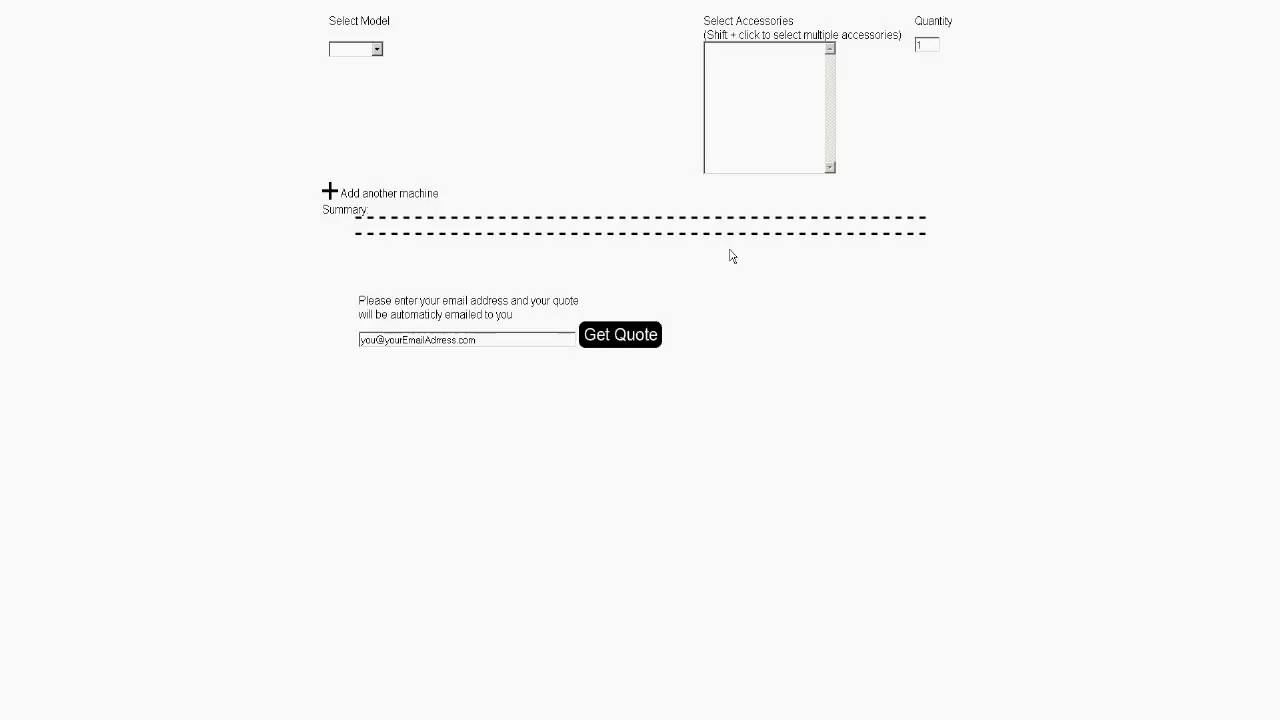 Select Model
Select Accessories
(Shift + click to select multiple accessories)
Quantity
1
Add another machine
Summary:
Please enter your email address and your quote
will be automaticly emailed to you
you@yourEmailAdrress.com
Get Quote